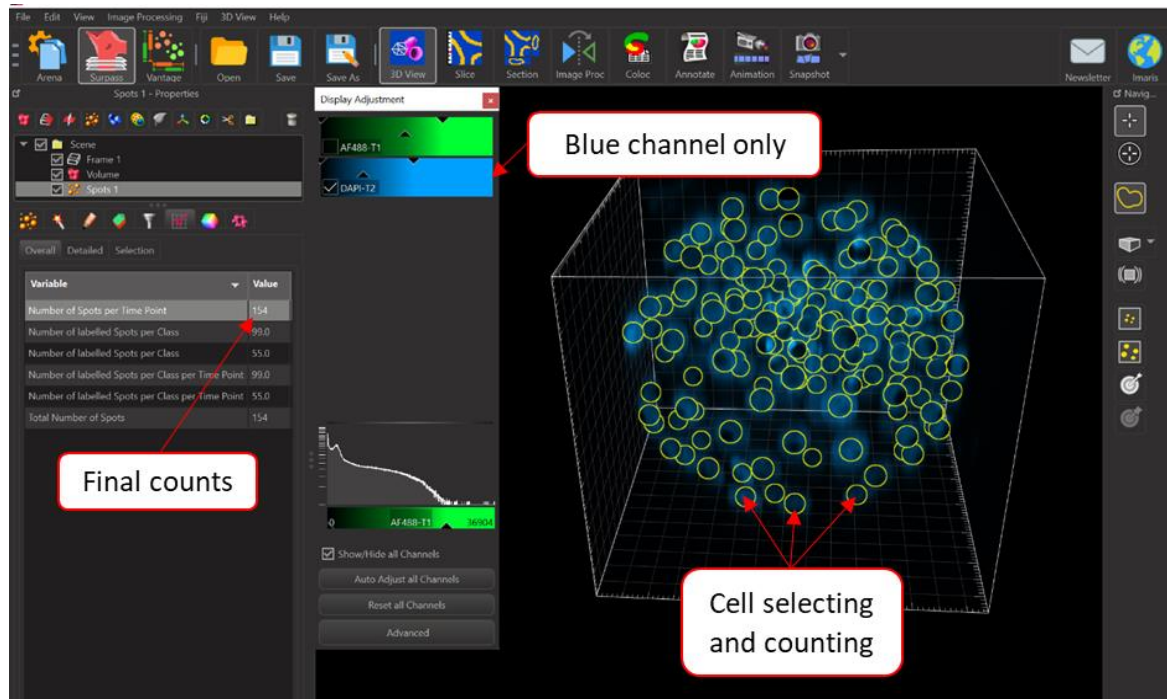 File Edit View Image Processing Fiji 3D View Help
Arena Surpass Vantage Open Save Save As 3D View Slice Section Image Proc Coloc Annotate Animation Snapshot Newsletter Imaris
Spots 1 - Properties
Display Adjustment
Navig...
Scene
Frame 1
Volume
Spots 1
AF488-T1
DAPI-T2
Blue channel only
Overall Detailed Selection
Variable Value
Number of Spots per Time Point 154
Number of labelled Spots per Class 99.0
Number of labelled Spots per Class 55.0
Number of labelled Spots per Class per Time Point 99.0
Number of labelled Spots per Class per Time Point 55.0
Total Number of Spots 154
Final counts
0 AF488-T1 36904
Show/Hide all Channels
Auto Adjust all Channels
Reset all Channels
Advanced
Cell selecting
and counting